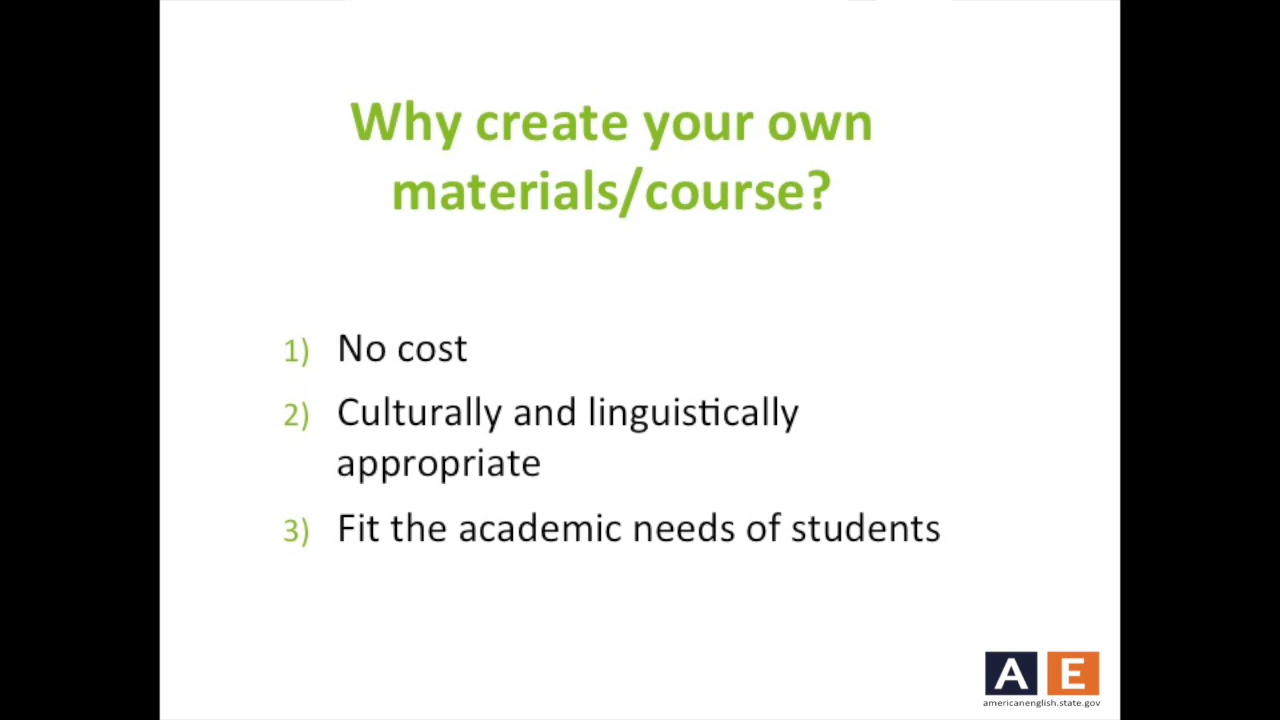 Why create your own
materials/course?
1) No cost
2) Culturally and linguistically
appropriate
3) Fit the academic needs of students
A E
americanenglish.state.gov